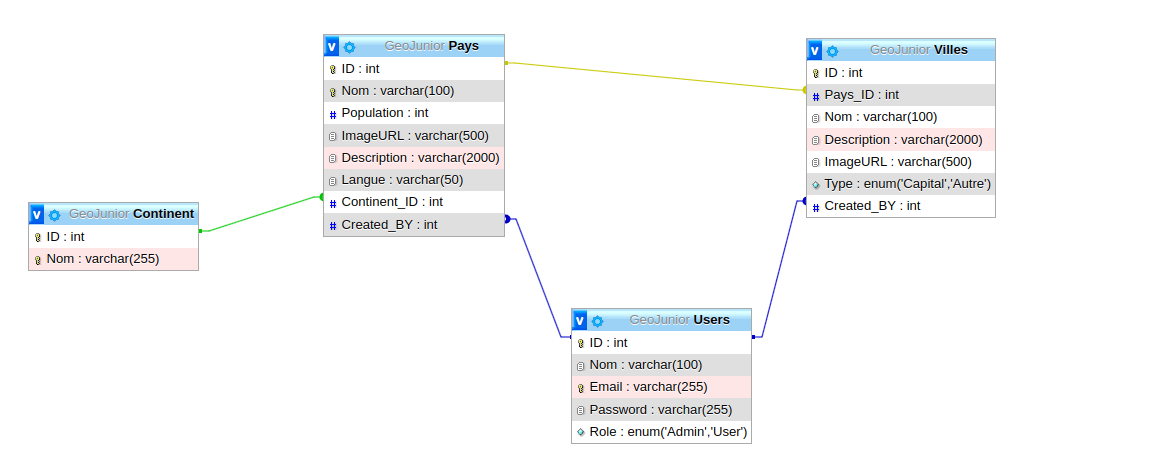 GeoJunior Pays
ID : int
Nom : varchar(100)
Population : int
ImageURL : varchar(500)
Description : varchar(2000)
Langue : varchar(50)
Continent_ID : int
Created_BY : int
GeoJunior Villes
ID : int
Pays_ID : int
Nom : varchar(100)
Description : varchar(2000)
ImageURL : varchar(500)
Type : enum('Capital','Autre')
Created_BY : int
GeoJunior Continent
ID : int
Nom : varchar(255)
GeoJunior Users
ID : int
Nom : varchar(100)
Email : varchar(255)
Password : varchar(255)
Role : enum('Admin','User')